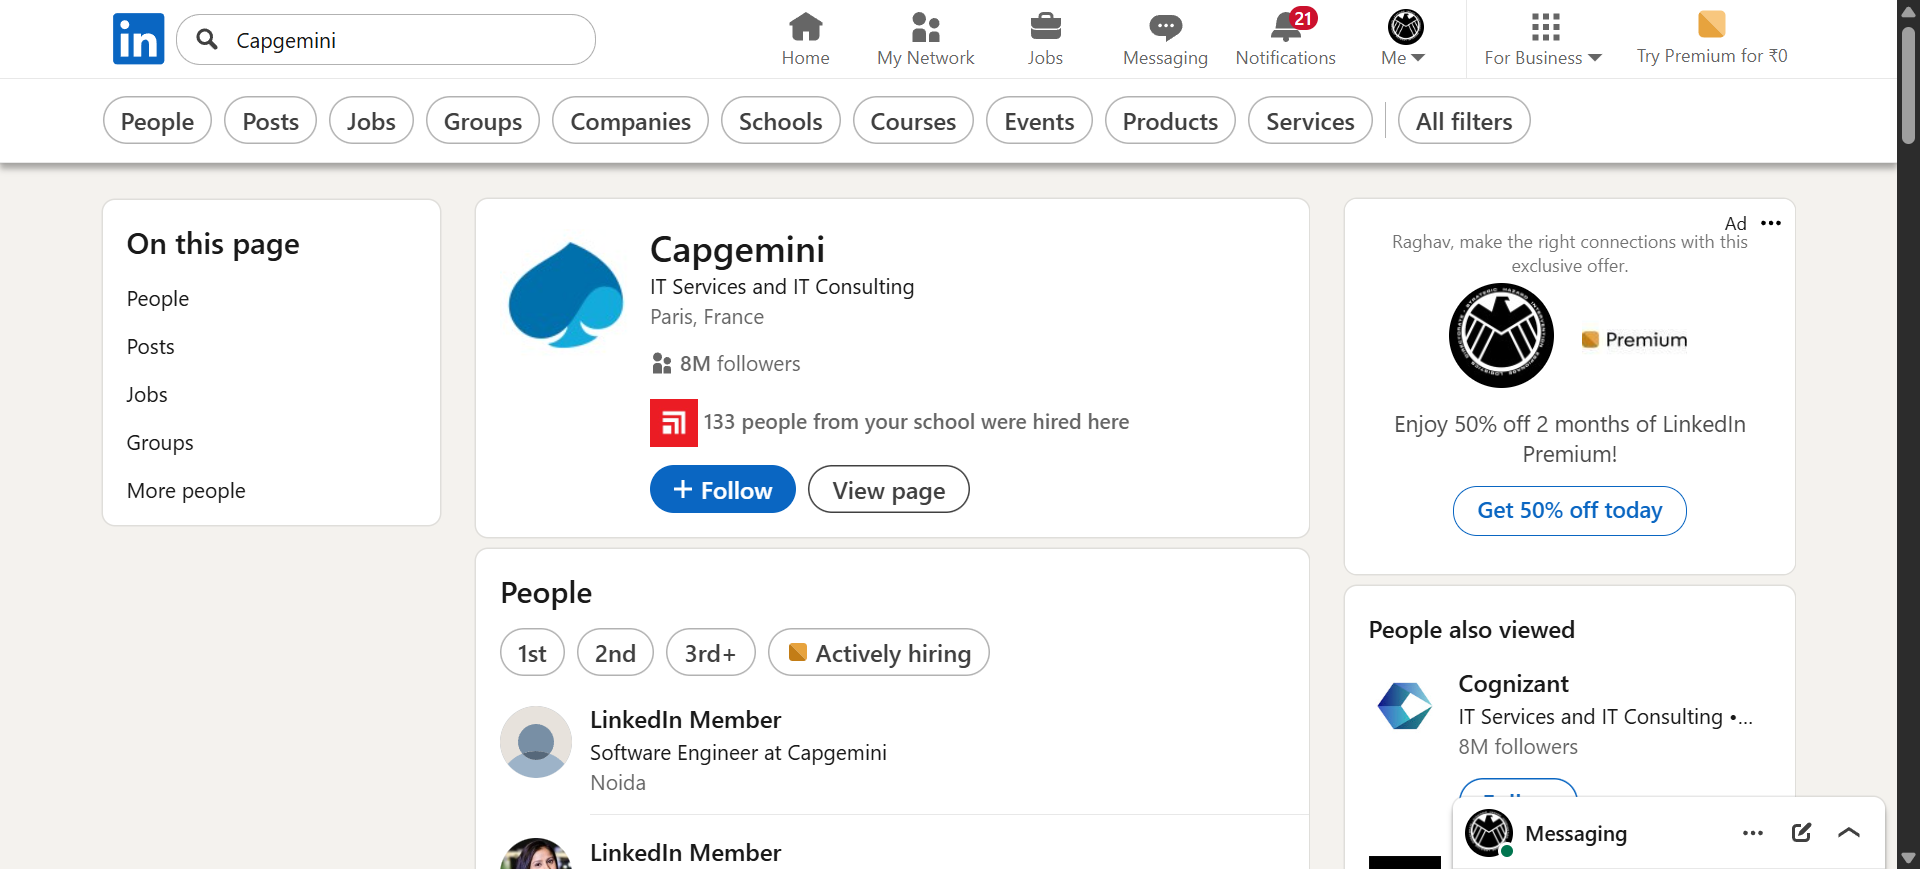 in
Capgemini
Home
My Network
Jobs
Messaging
21
Notifications
Me
For Business
Try Premium for ₹0
People
Posts
Jobs
Groups
Companies
Schools
Courses
Events
Products
Services
All filters
On this page
People
Posts
Jobs
Groups
More people
Capgemini
IT Services and IT Consulting
Paris, France
8M followers
133 people from your school were hired here
+ Follow
View page
People
1st
2nd
3rd+
Actively hiring
LinkedIn Member
Software Engineer at Capgemini
Noida
LinkedIn Member
Ad
Raghav, make the right connections with this
exclusive offer.
Premium
Enjoy 50% off 2 months of LinkedIn
Premium!
Get 50% off today
People also viewed
Cognizant
IT Services and IT Consulting •...
8M followers
Messaging